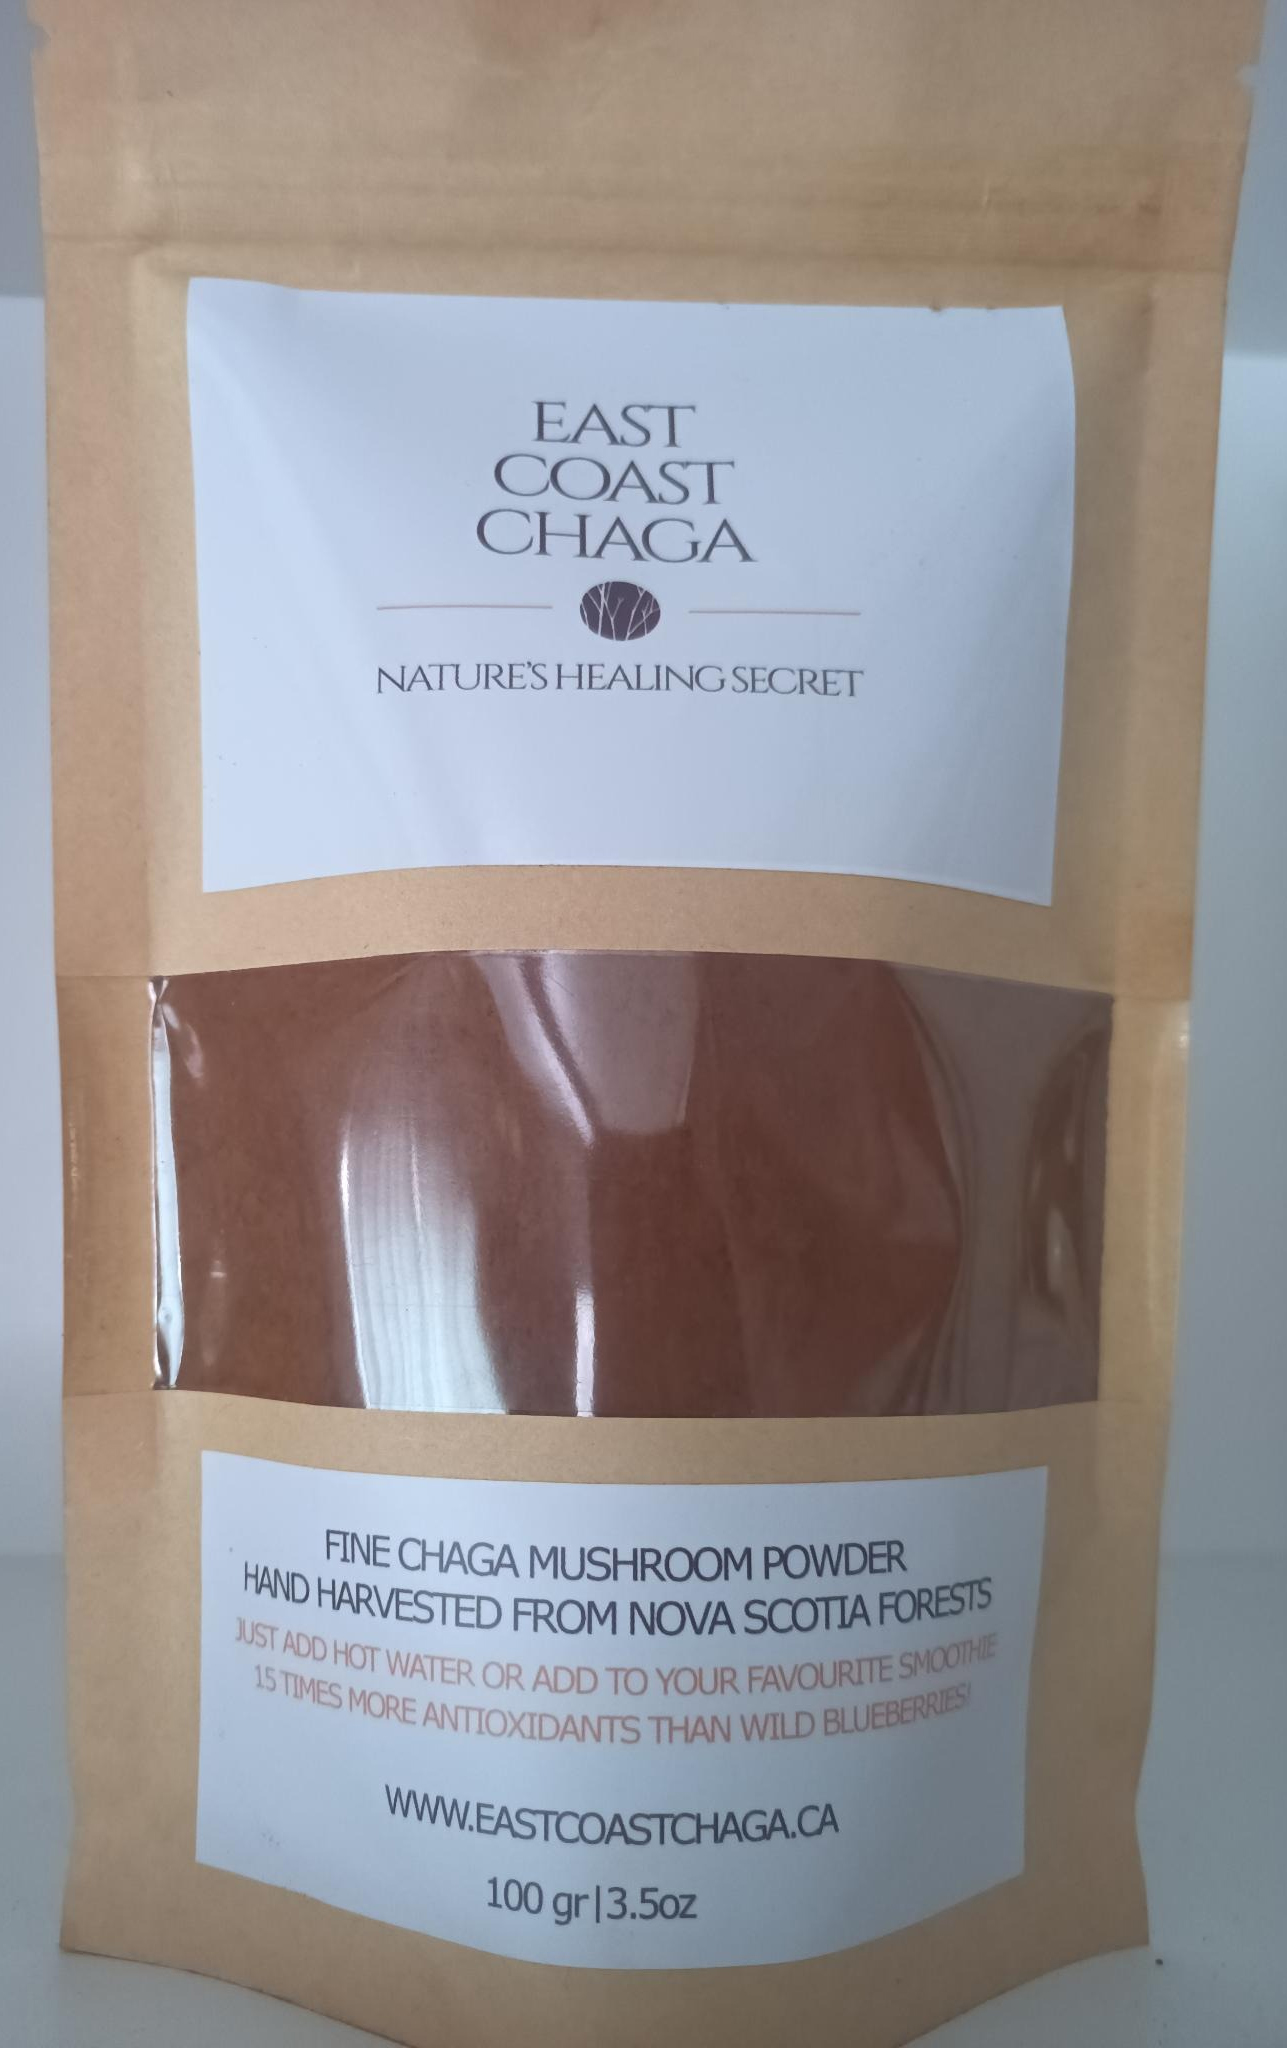 EAST
COAST
CHAGA
NATURE'S HEALING SECRET
FINE CHAGA MUSHROOM POWDER
HAND HARVESTED FROM NOVA SCOTIA FORESTS
JUST ADD HOT WATER OR ADD TO YOUR FAVOURITE SMOOTHIE
15 TIMES MORE ANTIOXIDANTS THAN WILD BLUEBERRIES!
WWW.EASTCOASTCHAGA.CA
100 gr|3.5oz